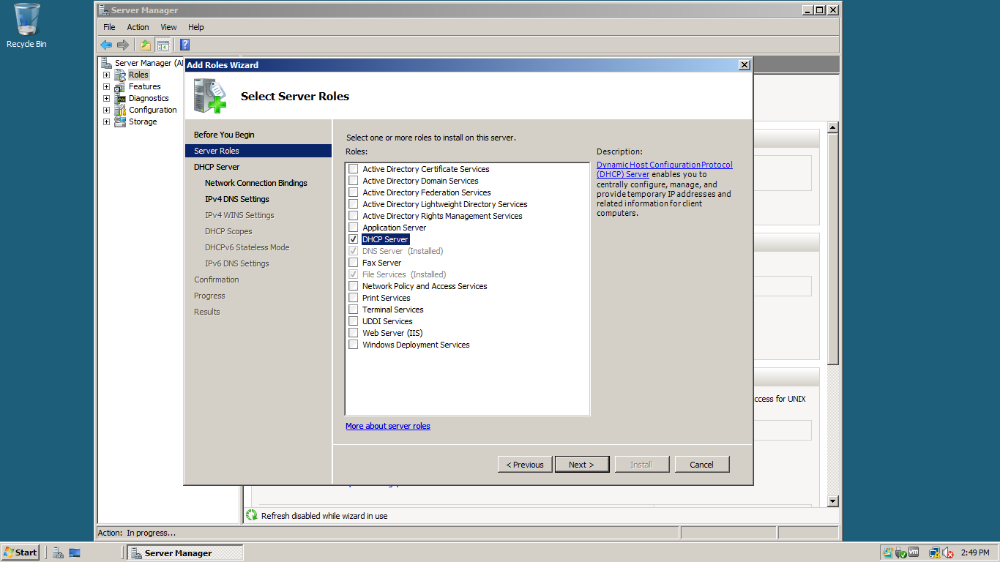 Recycle Bin
Server Manager
File Action View Help
Server Manager (Al
Roles
Features
Diagnostics
Configuration
Storage
Add Roles Wizard
Select Server Roles
Before You Begin
Server Roles
DHCP Server
Network Connection Bindings
IPv4 DNS Settings
IPv4 WINS Settings
DHCP Scopes
DHCPv6 Stateless Mode
IPv6 DNS Settings
Confirmation
Progress
Results
Select one or more roles to install on this server.
Roles:
Active Directory Certificate Services
Active Directory Domain Services
Active Directory Federation Services
Active Directory Lightweight Directory Services
Active Directory Rights Management Services
Application Server
DHCP Server
DNS Server (Installed)
Fax Server
File Services (Installed)
Network Policy and Access Services
Print Services
Terminal Services
UDDI Services
Web Server (IIS)
Windows Deployment Services
More about server roles
Description:
Dynamic Host Configuration Protocol
(DHCP) Server enables you to
centrally configure, manage, and
provide temporary IP addresses and
related information for client
computers.
ccess for UNIX
< Previous Next > Install Cancel
Refresh disabled while wizard in use
Action: In progress...
Start Server Manager 2:49 PM